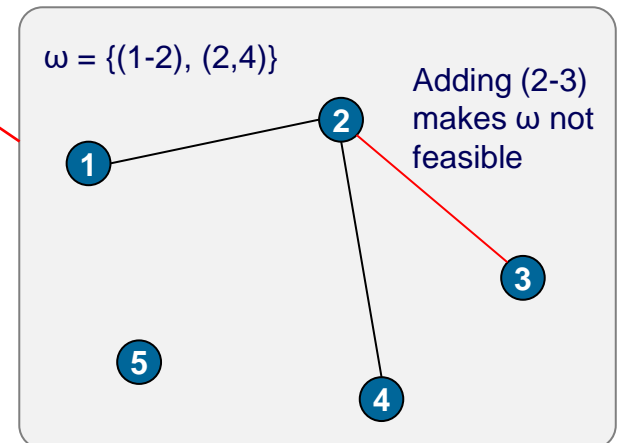 ω = {(1-2), (2,4)}
Adding (2-3)
makes ω not
feasible
2
1
3
5
4